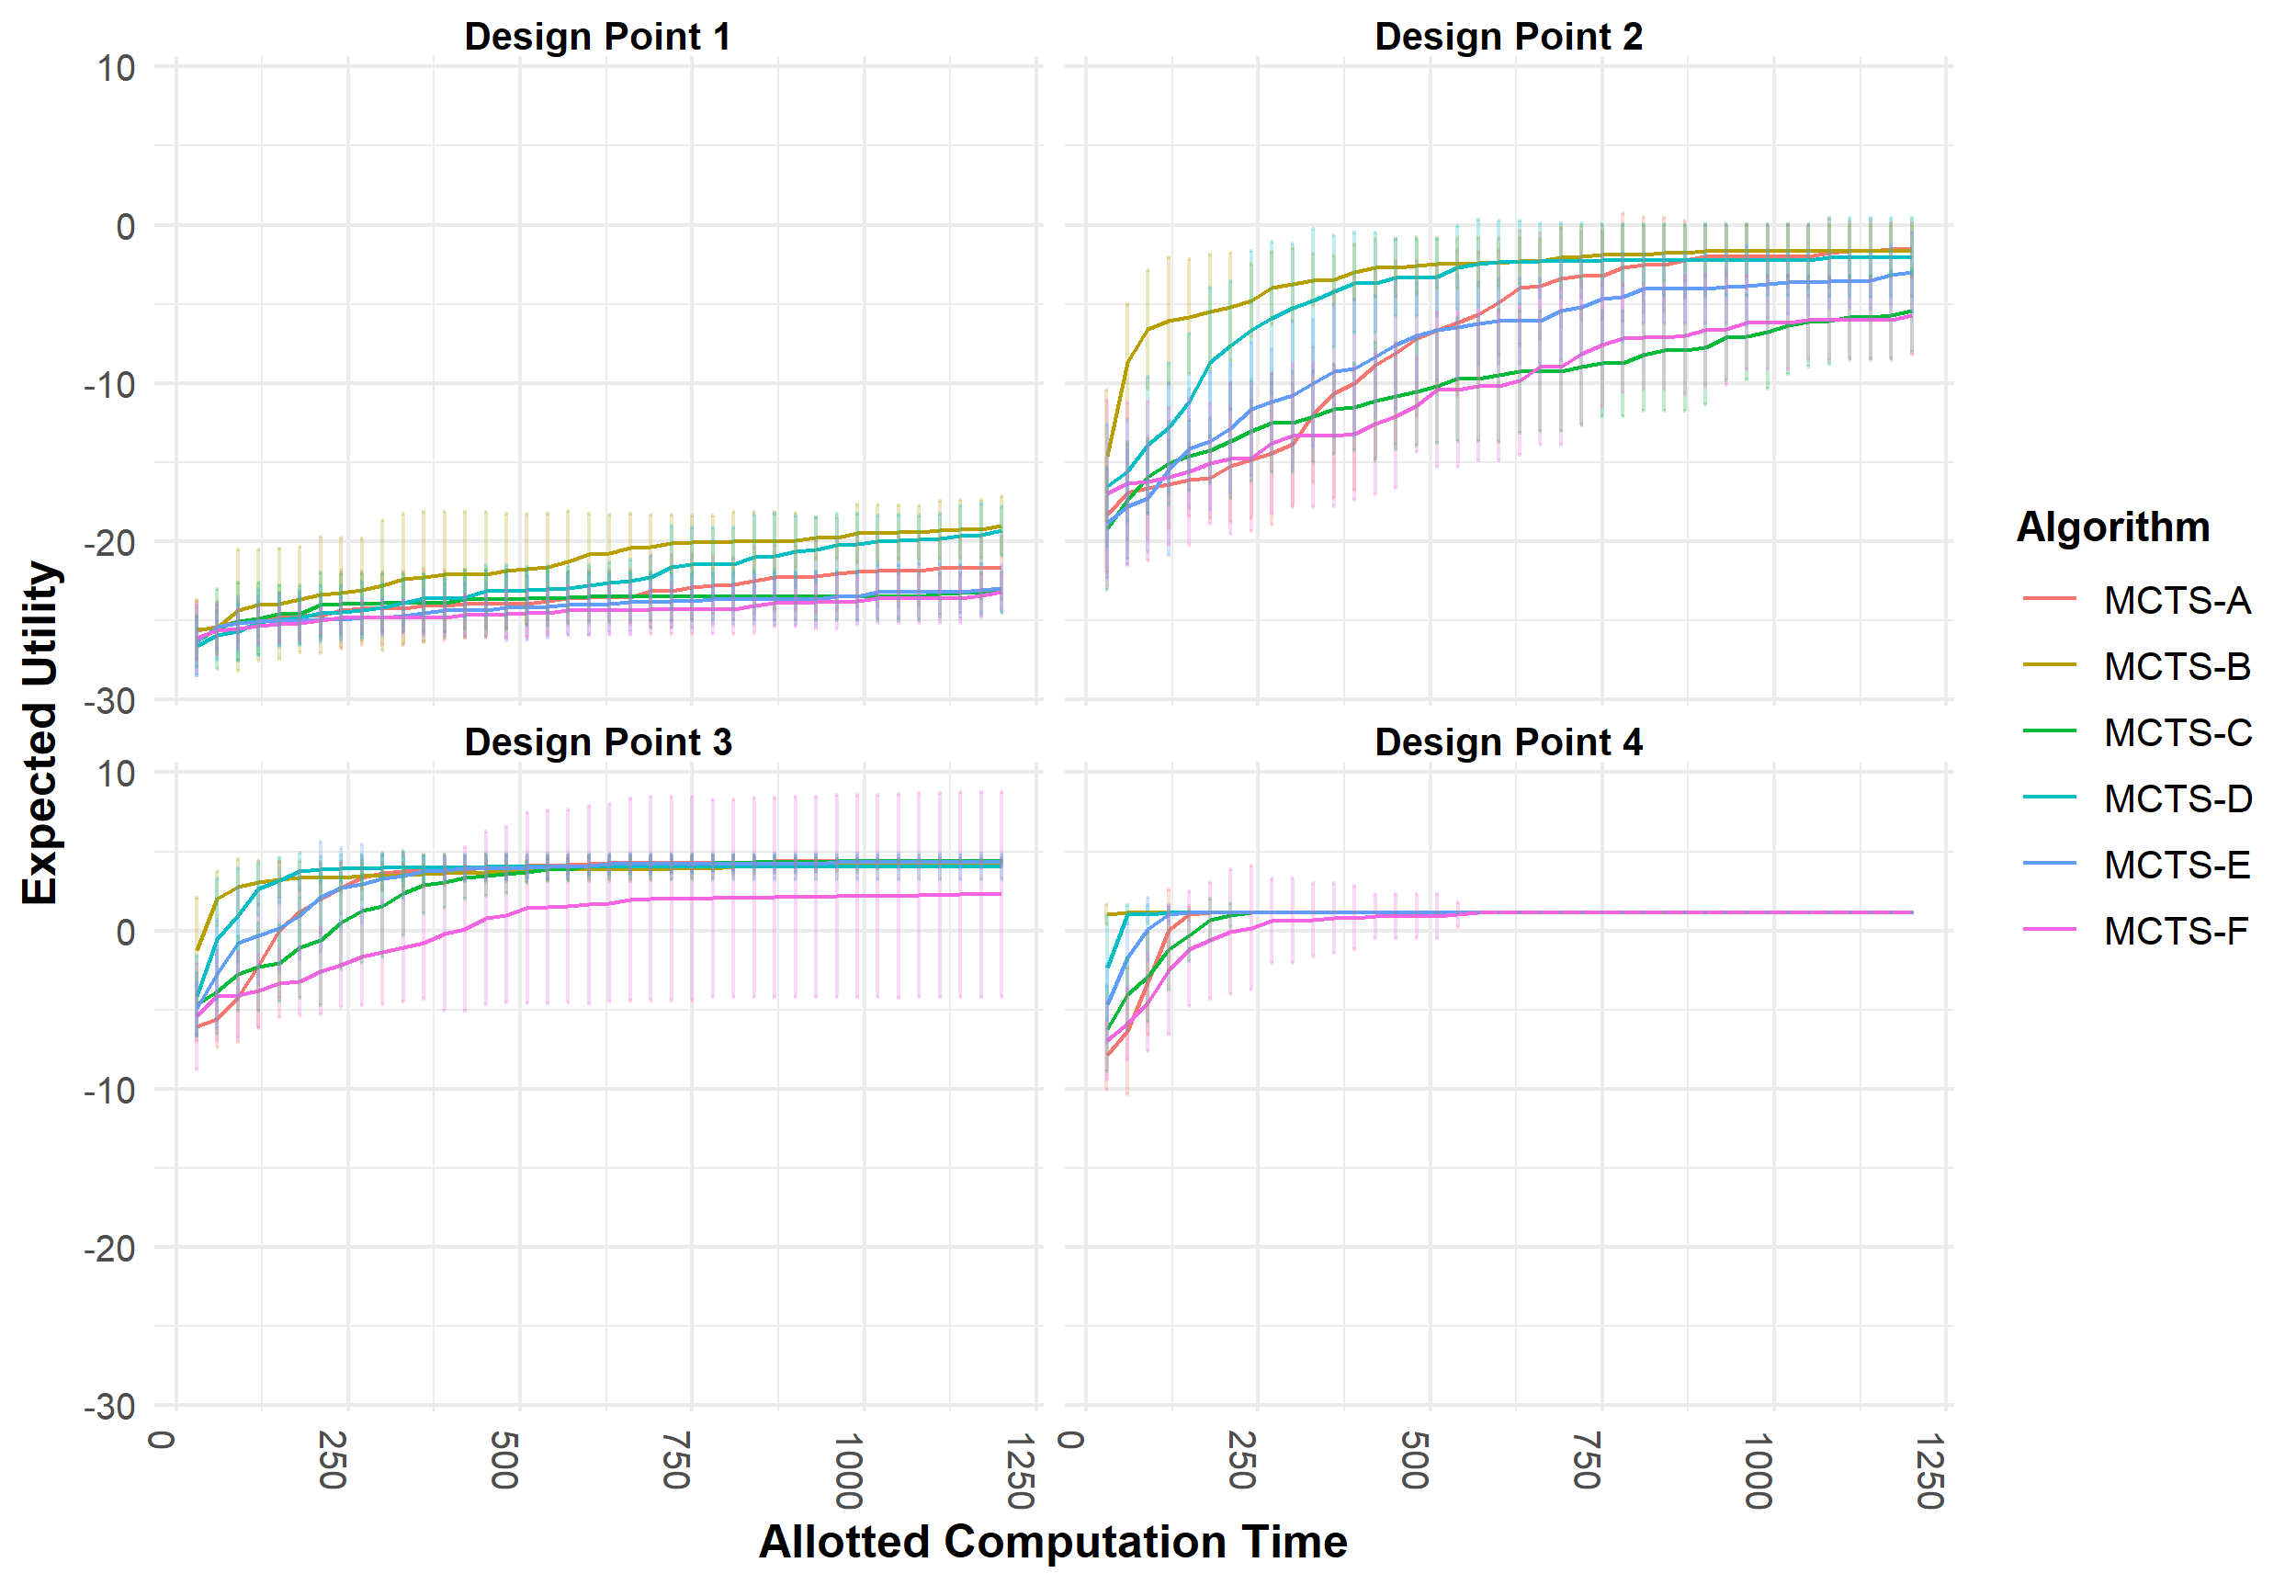 Design Point 1
Design Point 2
10
0
-10
-20
-30
Design Point 3
Design Point 4
10
0
-10
-20
-30
0
250
500
750
1000
1250
0
250
500
750
1000
1250
Expected Utility
Allotted Computation Time
Algorithm
MCTS-A
MCTS-B
MCTS-C
MCTS-D
MCTS-E
MCTS-F